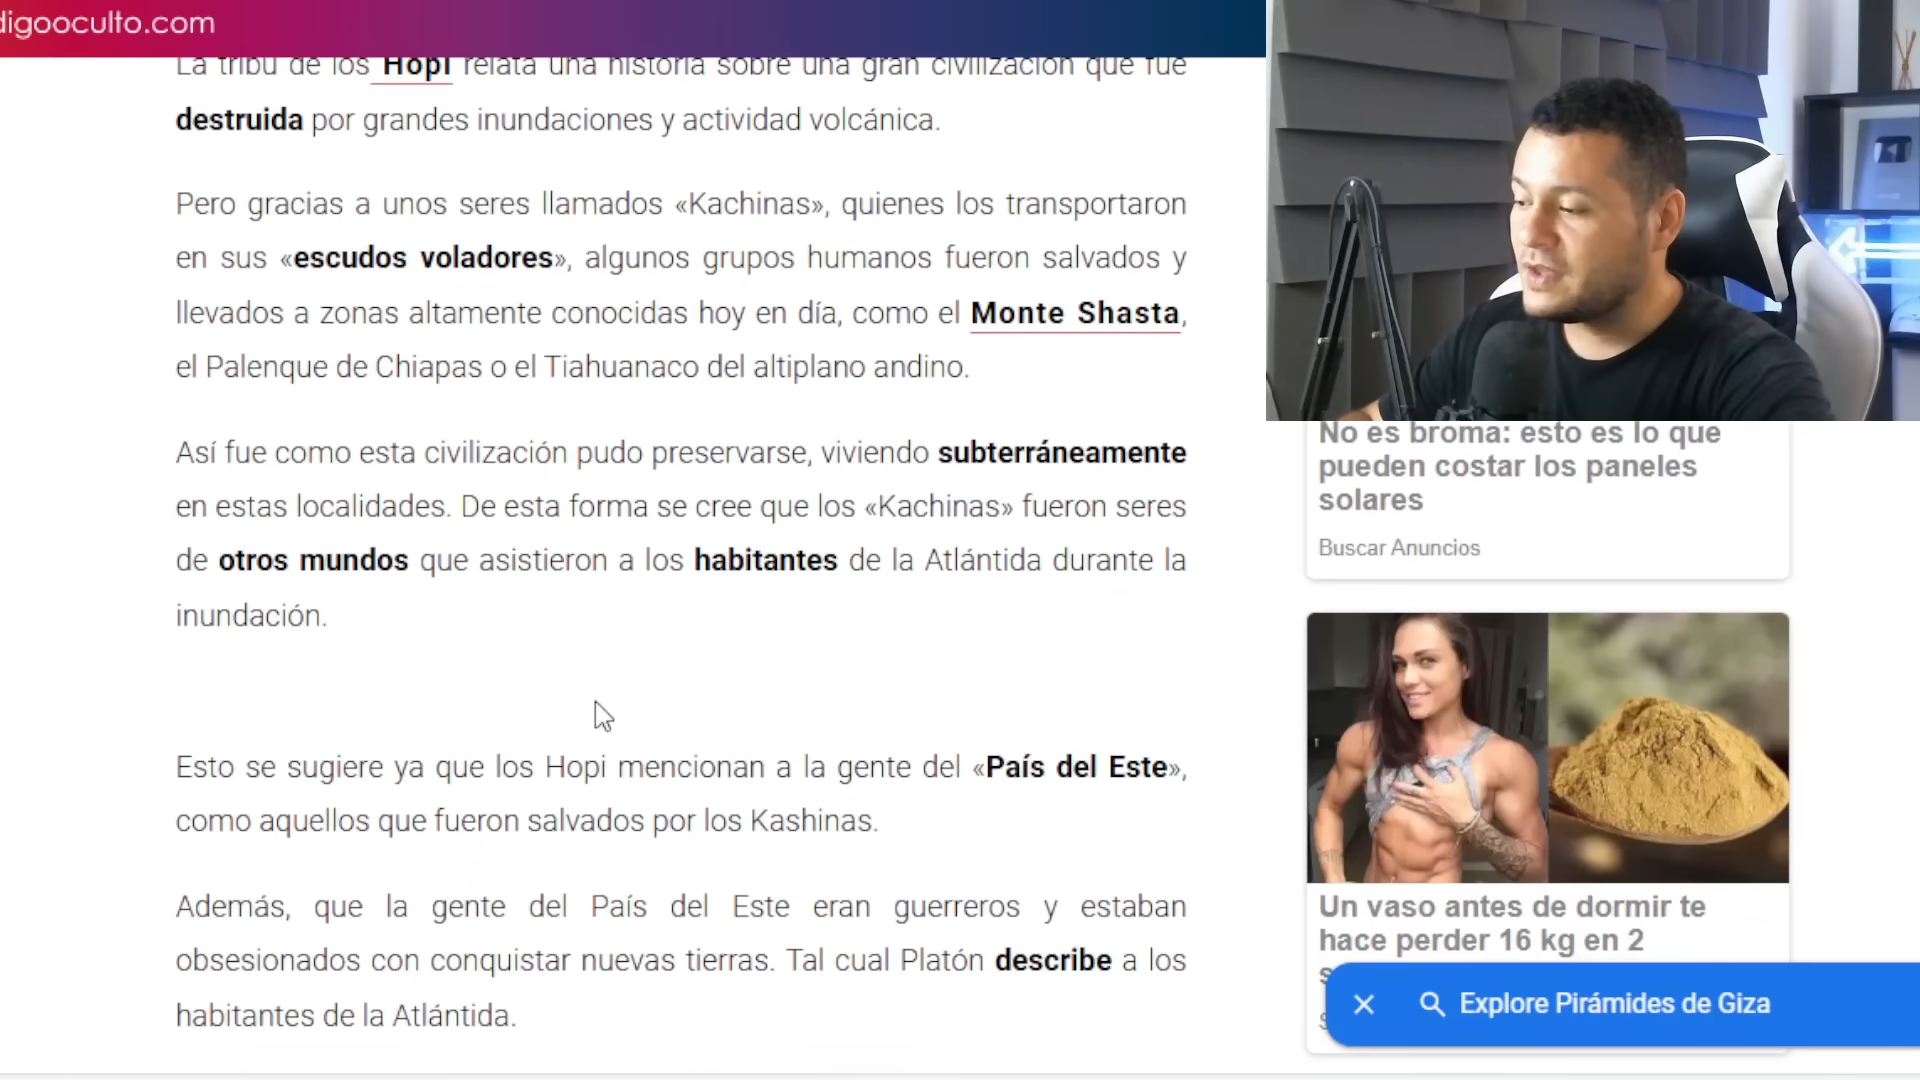 digooculto.com
La tribu de los Hopi relata una historia sobre una gran civilización que fue
destruida por grandes inundaciones y actividad volcánica.
Pero gracias a unos seres llamados «Kachinas», quienes los transportaron
en sus «escudos voladores», algunos grupos humanos fueron salvados y
llevados a zonas altamente conocidas hoy en día, como el Monte Shasta,
el Palenque de Chiapas o el Tiahuanaco del altiplano andino.
Así fue como esta civilización pudo preservarse, viviendo subterráneamente
en estas localidades. De esta forma se cree que los «Kachinas» fueron seres
de otros mundos que asistieron a los habitantes de la Atlántida durante la
inundación.
Esto se sugiere ya que los Hopi mencionan a la gente del «País del Este»,
como aquellos que fueron salvados por los Kashinas.
Además, que la gente del País del Este eran guerreros y estaban
obsesionados con conquistar nuevas tierras. Tal cual Platón describe a los
habitantes de la Atlántida.
No es broma: esto es lo que
pueden costar los paneles
solares
Buscar Anuncios
Un vaso antes de dormir te
hace perder 16 kg en 2
Explore Pirámides de Giza